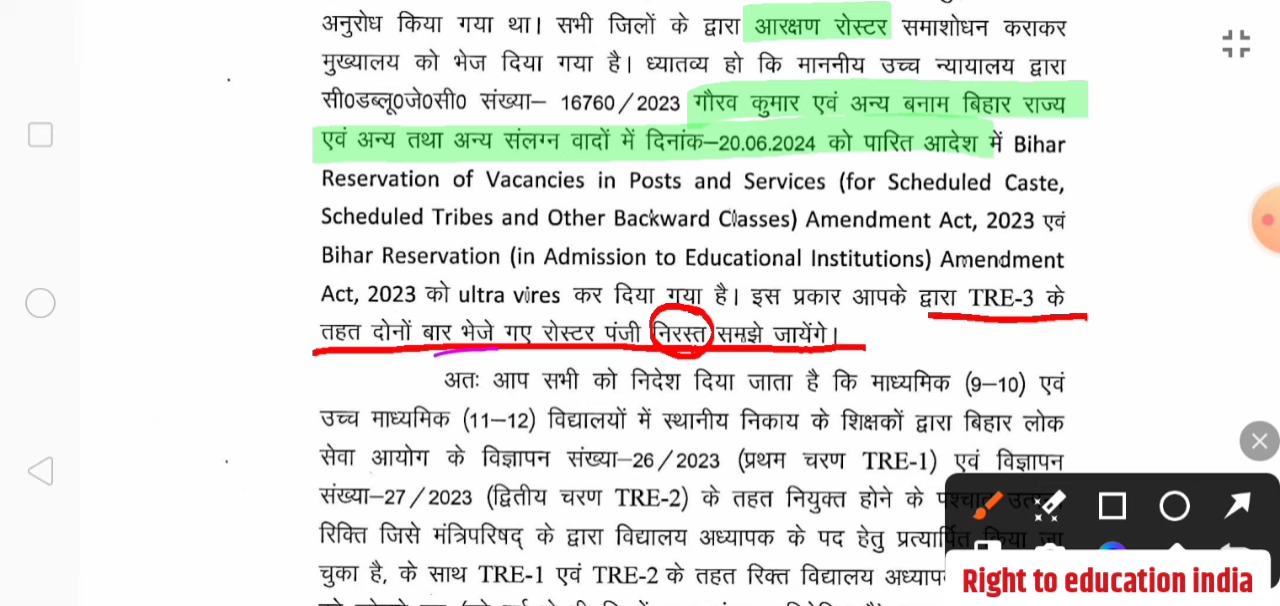 अनुरोध किया गया था। सभी जिलों के द्वारा आरक्षण रोस्टर समाशोधन कराकर
मुख्यालय को भेज दिया गया है। ध्यातव्य हो कि माननीय उच्च न्यायालय द्वारा
सी0डब्लू0जे0सी0 संख्या– 16760/2023 गौरव कुमार एवं अन्य बनाम बिहार राज्य
एवं अन्य तथा अन्य संलग्न वादों में दिनांक–20.06.2024 को पारित आदेश में Bihar
Reservation of Vacancies in Posts and Services (for Scheduled Caste,
Scheduled Tribes and Other Backward Classes) Amendment Act, 2023 एवं
Bihar Reservation (in Admission to Educational Institutions) Amendment
Act, 2023 को ultra vires कर दिया गया है। इस प्रकार आपके द्वारा TRE-3 के
तहत दोनों बार भेजे गए रोस्टर पंजी निरस्त समझे जायेंगे।
अतः आप सभी को निदेश दिया जाता है कि माध्यमिक (9–10) एवं
उच्च माध्यमिक (11–12) विद्यालयों में स्थानीय निकाय के शिक्षकों द्वारा बिहार लोक
सेवा आयोग के विज्ञापन संख्या–26/2023 (प्रथम चरण TRE-1) एवं विज्ञापन
संख्या–27/2023 (द्वितीय चरण TRE-2) के तहत नियुक्त होने के पश्चात
रिक्ति जिसे मंत्रिपरिषद् के द्वारा विद्यालय अध्यापक के पद हेतु प्रत्यार्पित किया जा
चुका है, के साथ TRE-1 एवं TRE-2 के तहत रिक्त विद्यालय
Right to education india